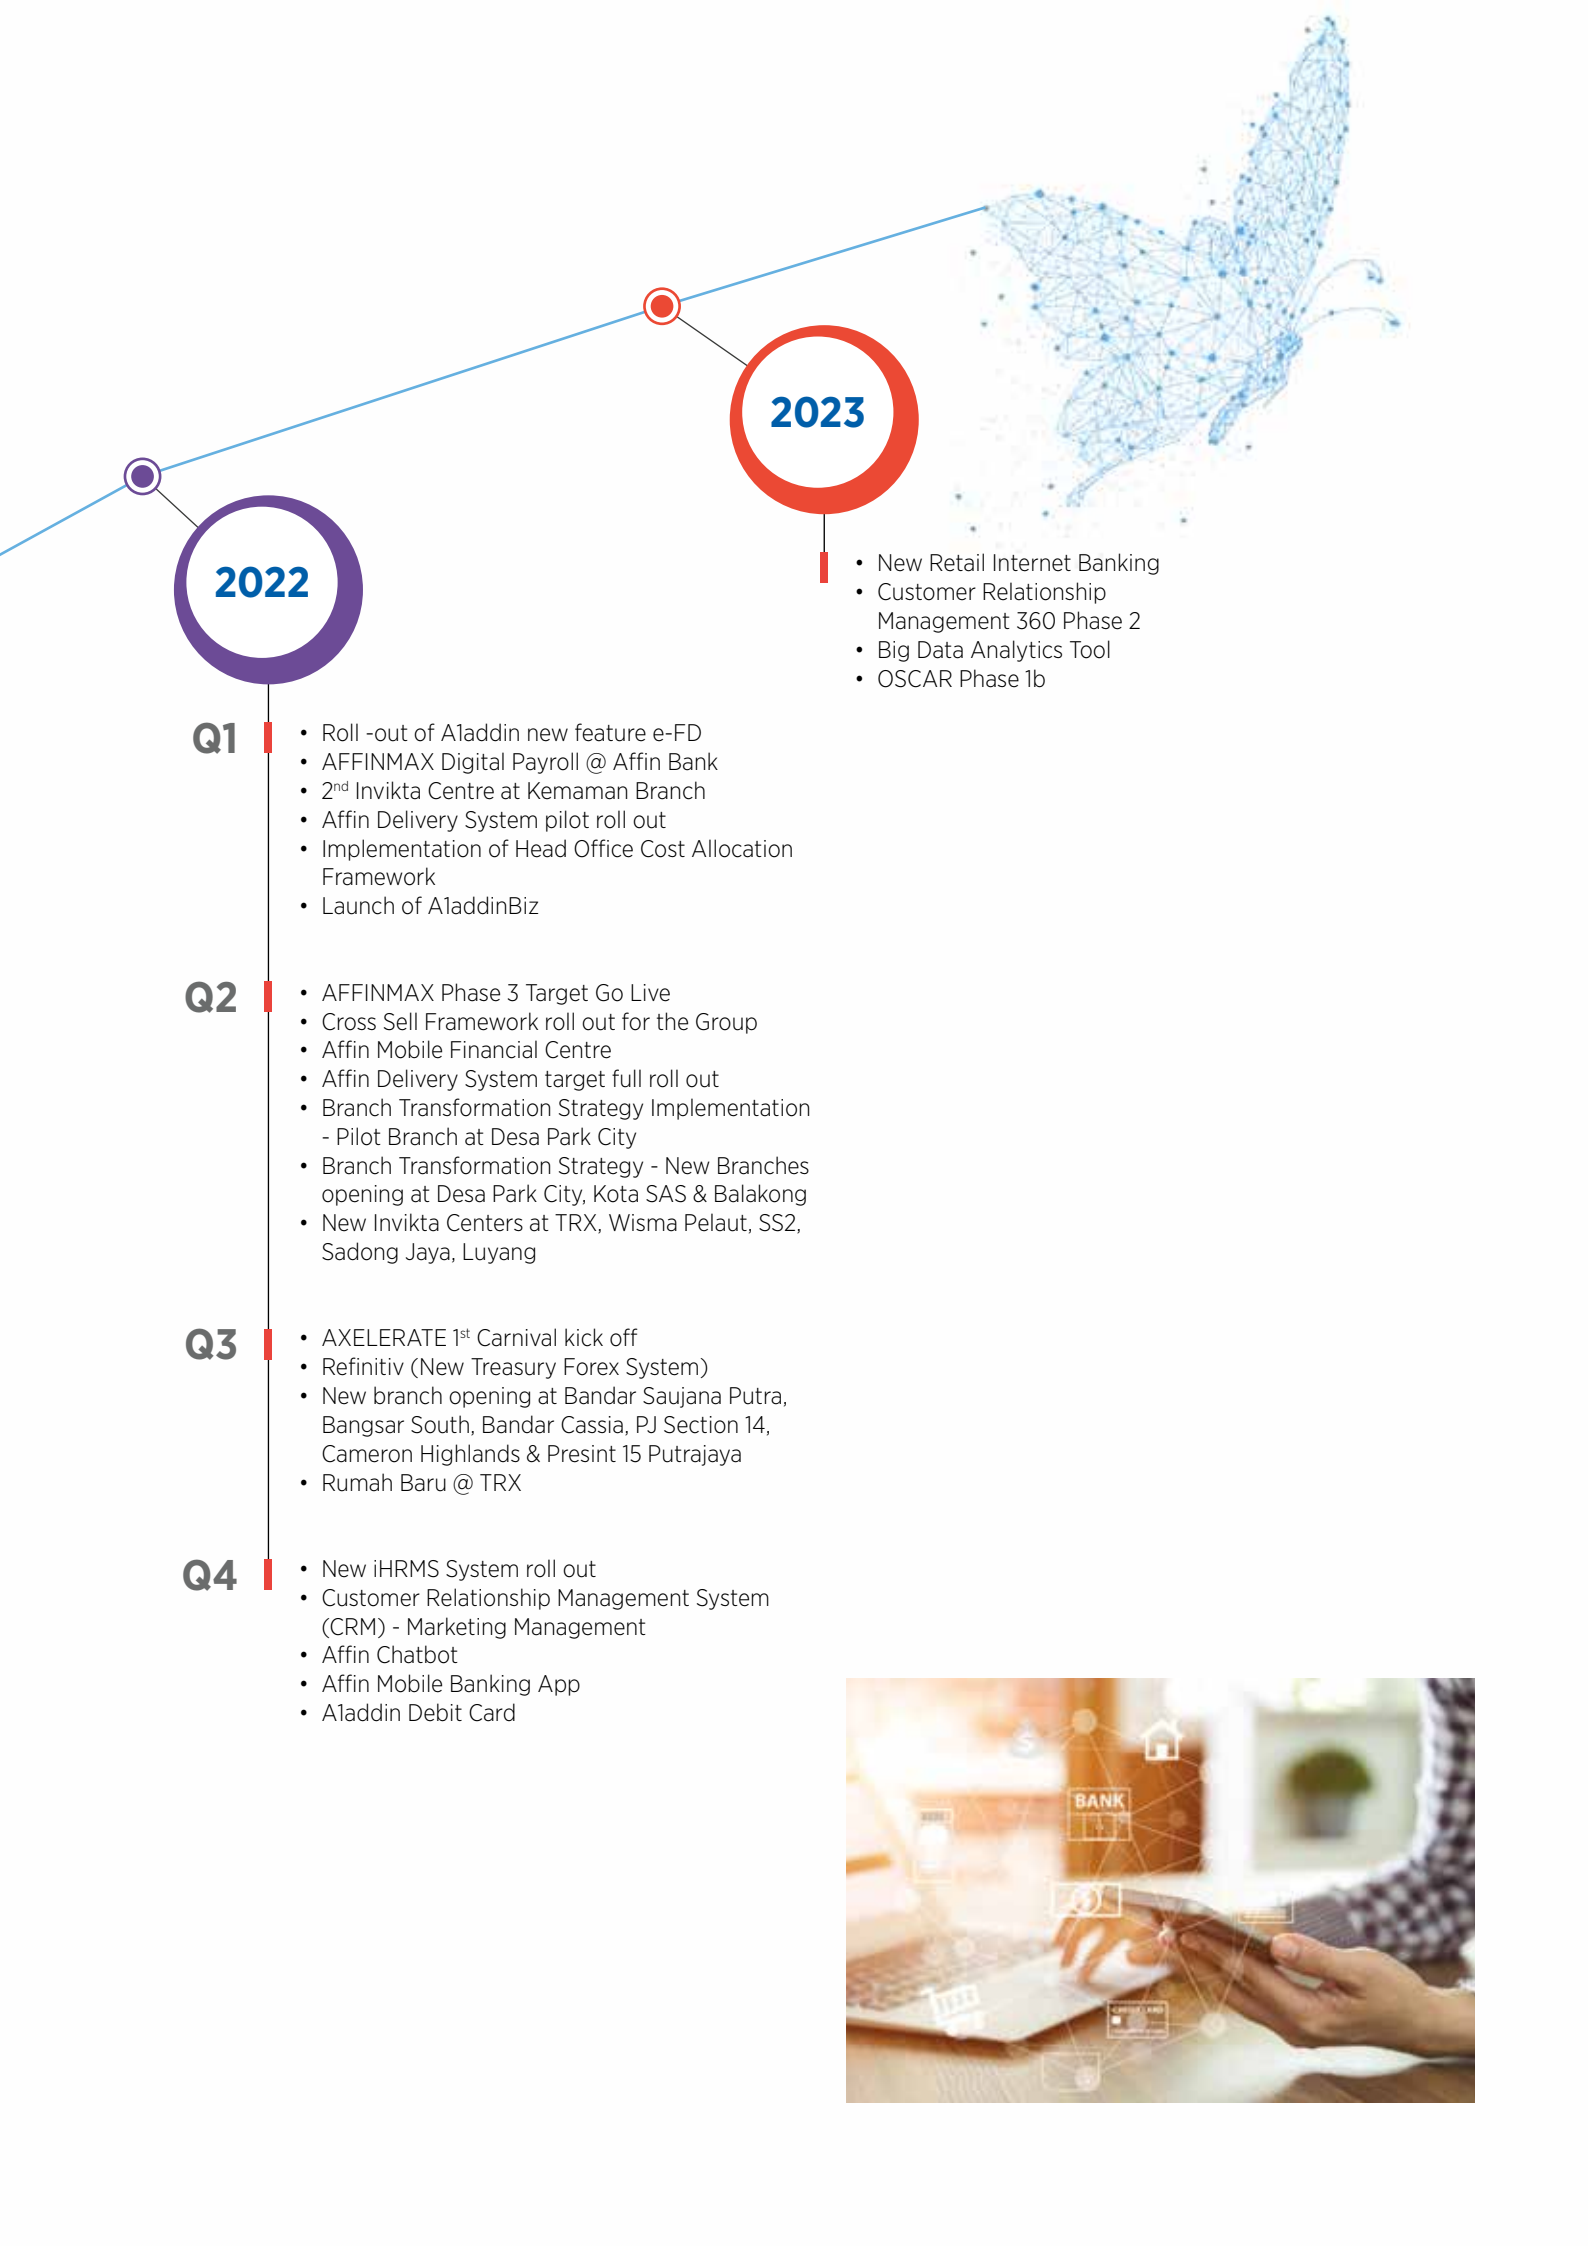 2023
2022
• New Retail Internet Banking
• Customer Relationship
Management 360 Phase 2
• Big Data Analytics Tool
• OSCAR Phase 1b
Q1
• Roll -out of A1addin new feature e-FD
• AFFINMAX Digital Payroll @ Affin Bank
• 2nd Invikta Centre at Kemaman Branch
• Affin Delivery System pilot roll out
• Implementation of Head Office Cost Allocation
Framework
• Launch of A1addinBiz
Q2
• AFFINMAX Phase 3 Target Go Live
• Cross Sell Framework roll out for the Group
• Affin Mobile Financial Centre
• Affin Delivery System target full roll out
• Branch Transformation Strategy Implementation
- Pilot Branch at Desa Park City
• Branch Transformation Strategy - New Branches
opening at Desa Park City, Kota SAS & Balakong
• New Invikta Centers at TRX, Wisma Pelaut, SS2,
Sadong Jaya, Luyang
Q3
• AXELERATE 1st Carnival kick off
• Refinitiv (New Treasury Forex System)
• New branch opening at Bandar Saujana Putra,
Bangsar South, Bandar Cassia, PJ Section 14,
Cameron Highlands & Presint 15 Putrajaya
• Rumah Baru @ TRX
Q4
• New iHRMS System roll out
• Customer Relationship Management System
(CRM) - Marketing Management
• Affin Chatbot
• Affin Mobile Banking App
• A1addin Debit Card
BANK
CREDIT CARD